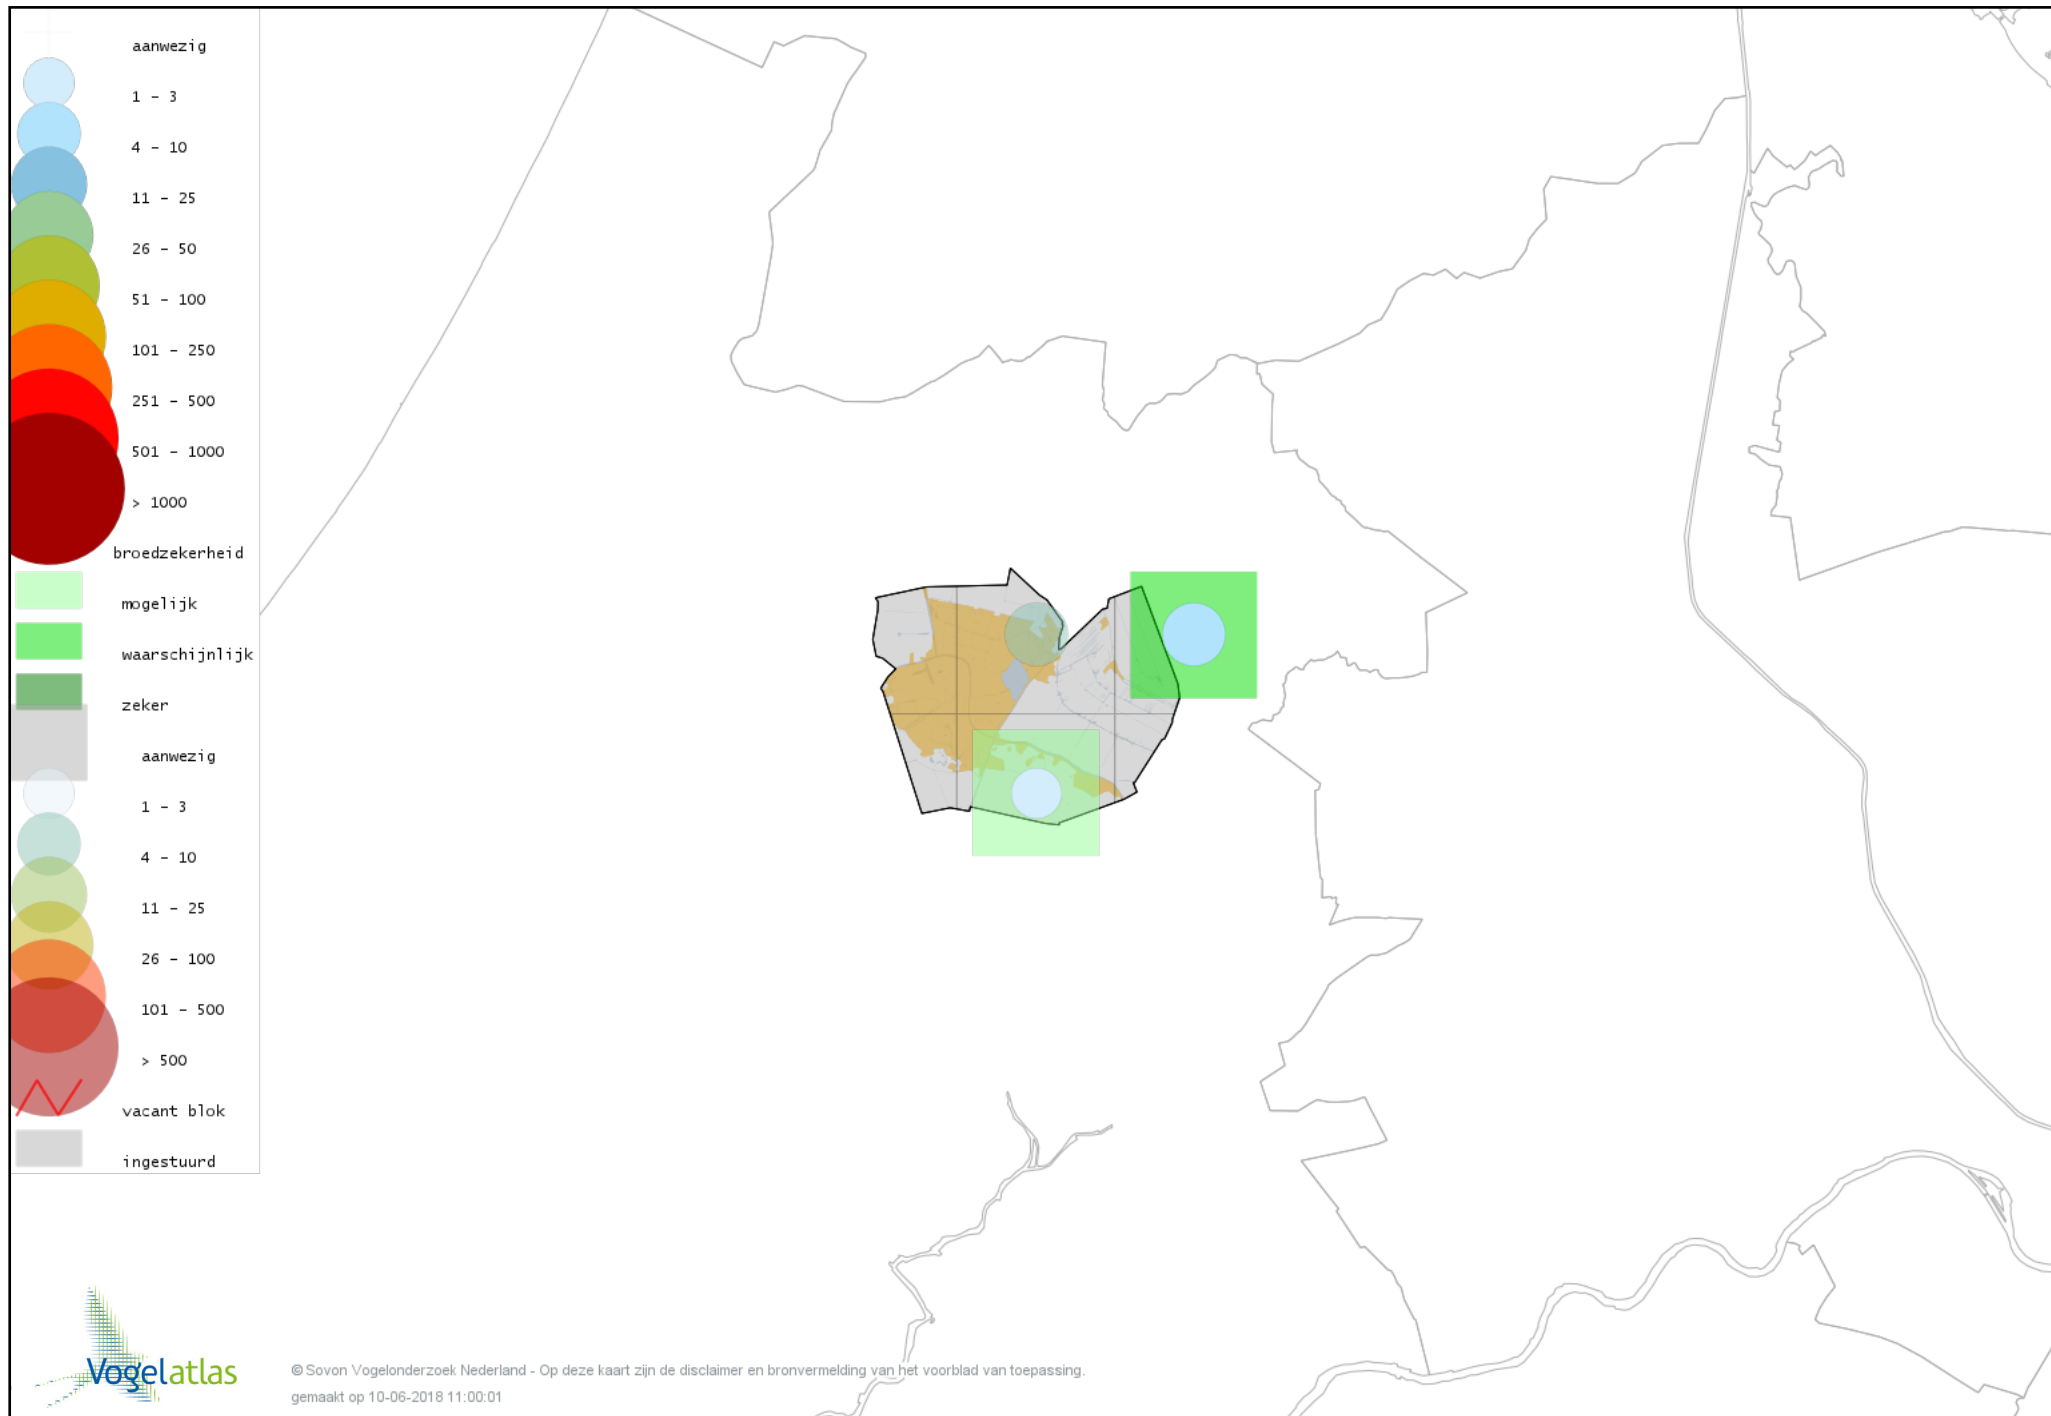 aanwezig
1 - 3
4 - 10
11 - 25
26 - 50
51 - 100
101 - 250
251 - 500
501 - 1000
> 1000
broedzekerheid
mogelijk
waarschijnlijk
zeker
aanwezig
1 - 3
4 - 10
11 - 25
26 - 100
101 - 500
> 500
vacant blok
ingestuurd
Vogelatlas
© Sovon Vogelonderzoek Nederland - Op deze kaart zijn de disclaimer en bronvermelding van het voorblad van toepassing.
gemaakt op 10-06-2018 11:00:01